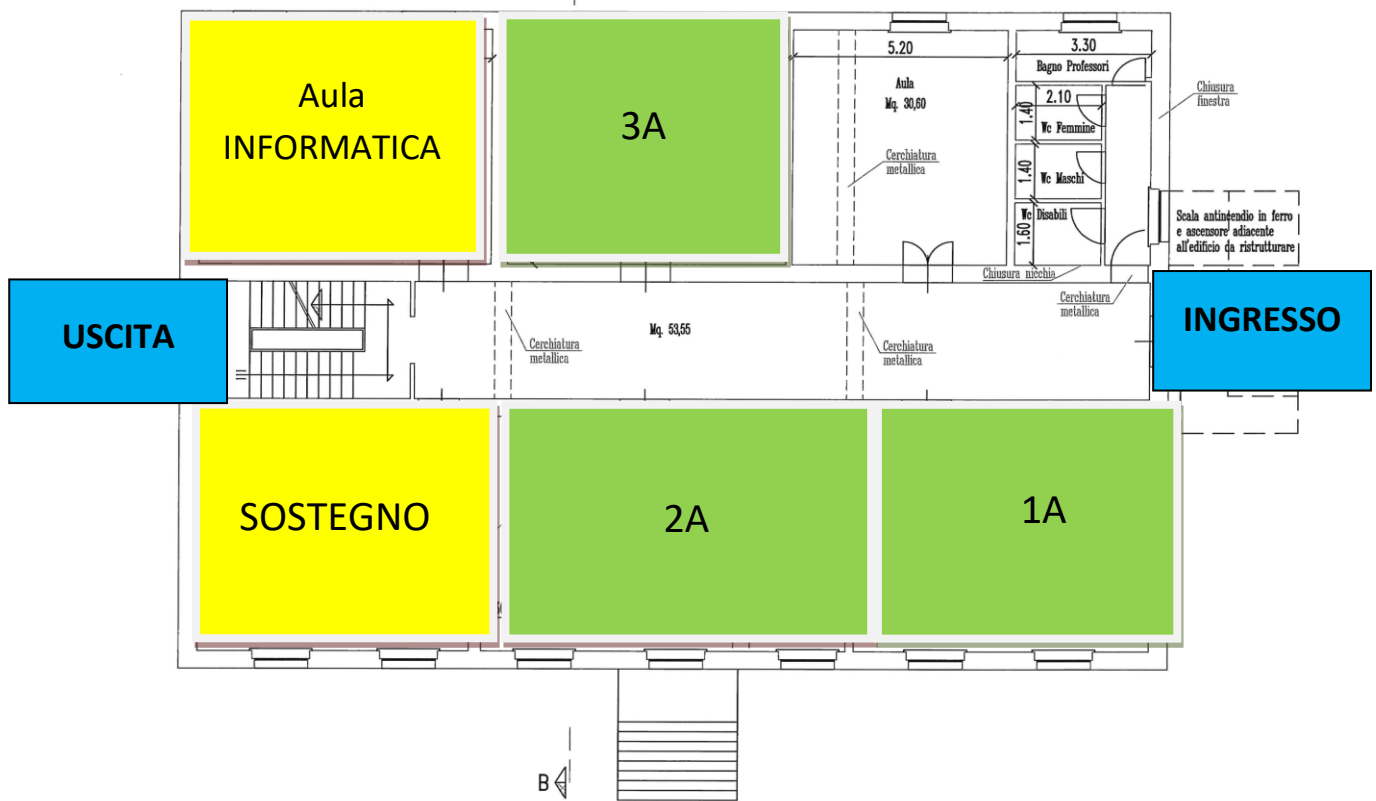 Aula
INFORMATICA
3A
5.20
3.30
Bagno Professori
Aula
Mq. 30,60
2.10
1.40
Wc Femmine
Chiusura
finestra
Cerchiatura
metallica
1.40
Wc Maschi
Wc Disabili
1.60
Scala antincendio in ferro
e ascensore adiacente
all'edificio da ristrutturare
Chiusura nicchia
Cerchiatura
metallica
USCITA
INGRESSO
Mq. 53,55
Cerchiatura
metallica
Cerchiatura
metallica
SOSTEGNO
2A
1A
B